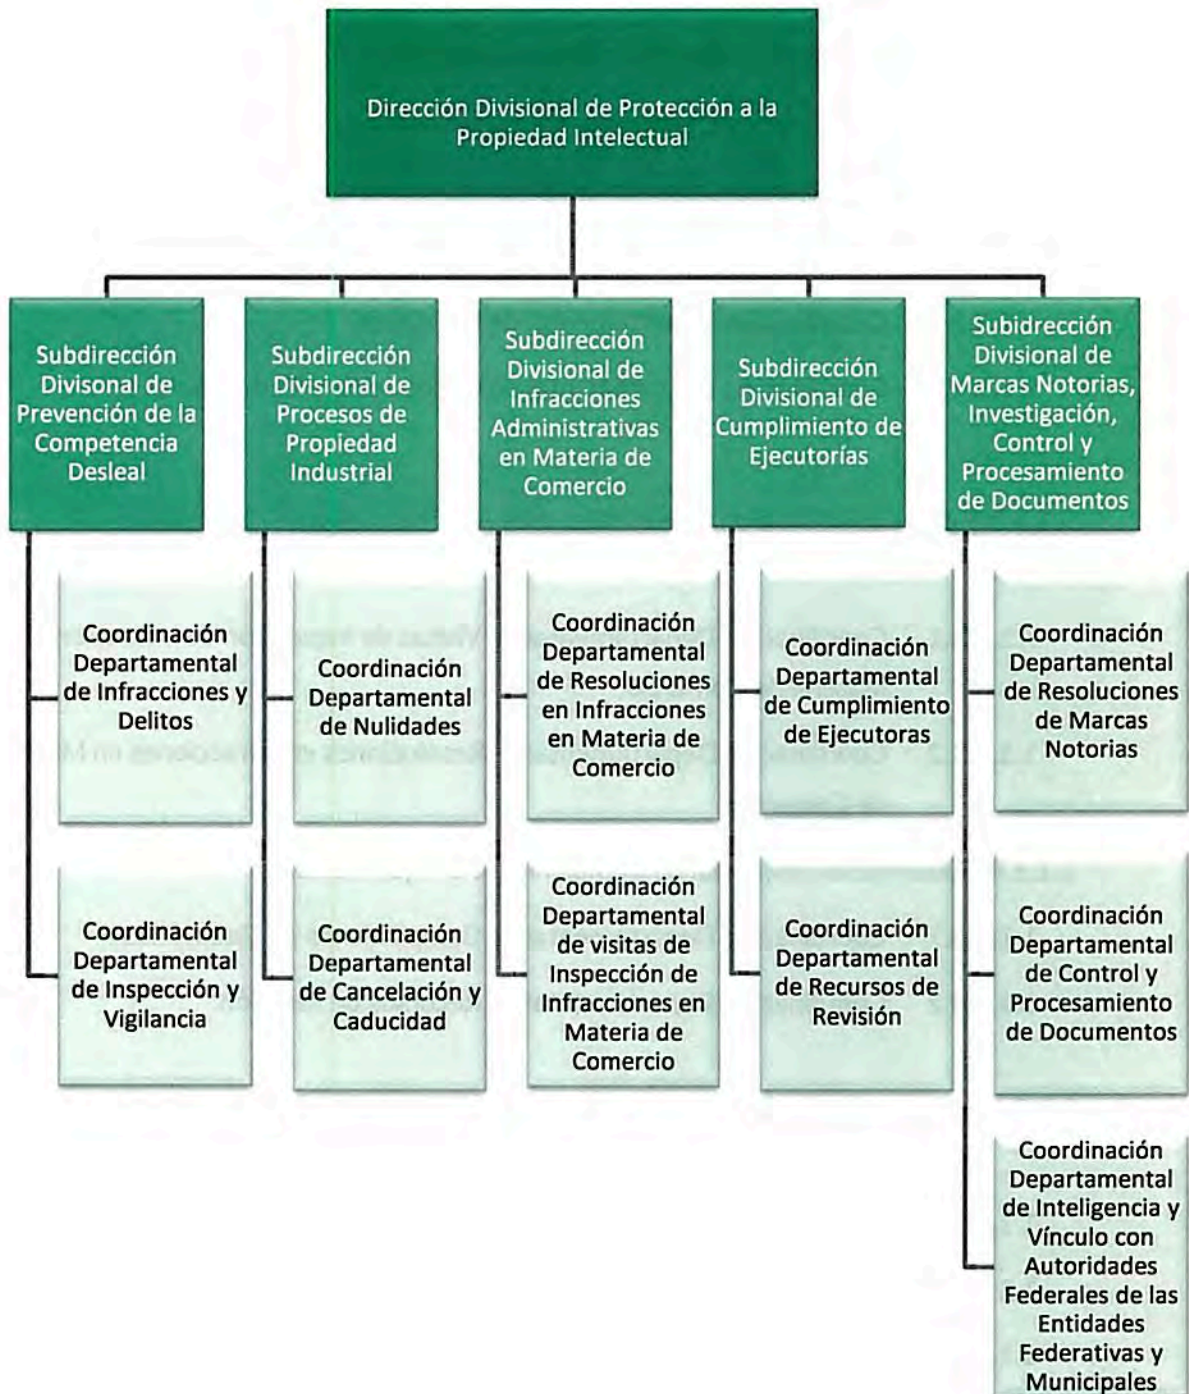 Dirección Divisional de Protección a la
Propiedad Intelectual
Subdirección
Divisonal de
Prevención de la
Competencia
Desleal
Subdirección
Divisional de
Procesos de
Propiedad
Industrial
Subdirección
Divisional de
Infracciones
Administrativas
en Materia de
Comercio
Subdirección
Divisional de
Cumplimiento de
Ejecutorías
Subidrección
Divisional de
Marcas Notorias,
Investigación,
Control y
Procesamiento
de Documentos
Coordinación
Departamental
de Infracciones y
Delitos
Coordinación
Departamental
de Nulidades
Coordinación
Departamental
de Resoluciones
en Infracciones
en Materia de
Comercio
Coordinación
Departamental
de Cumplimiento
de Ejecutoras
Coordinación
Departamental
de Resoluciones
de Marcas
Notorias
Coordinación
Departamental
de Inspección y
Vigilancia
Coordinación
Departamental
de Cancelación y
Caducidad
Coordinación
Departamental
de visitas de
Inspección de
Infracciones en
Materia de
Comercio
Coordinación
Departamental
de Recursos de
Revisión
Coordinación
Departamental
de Control y
Procesamiento
de Documentos
Coordinación
Departamental
de Inteligencia y
Vínculo con
Autoridades
Federales de las
Entidades
Federativas y
Municipales